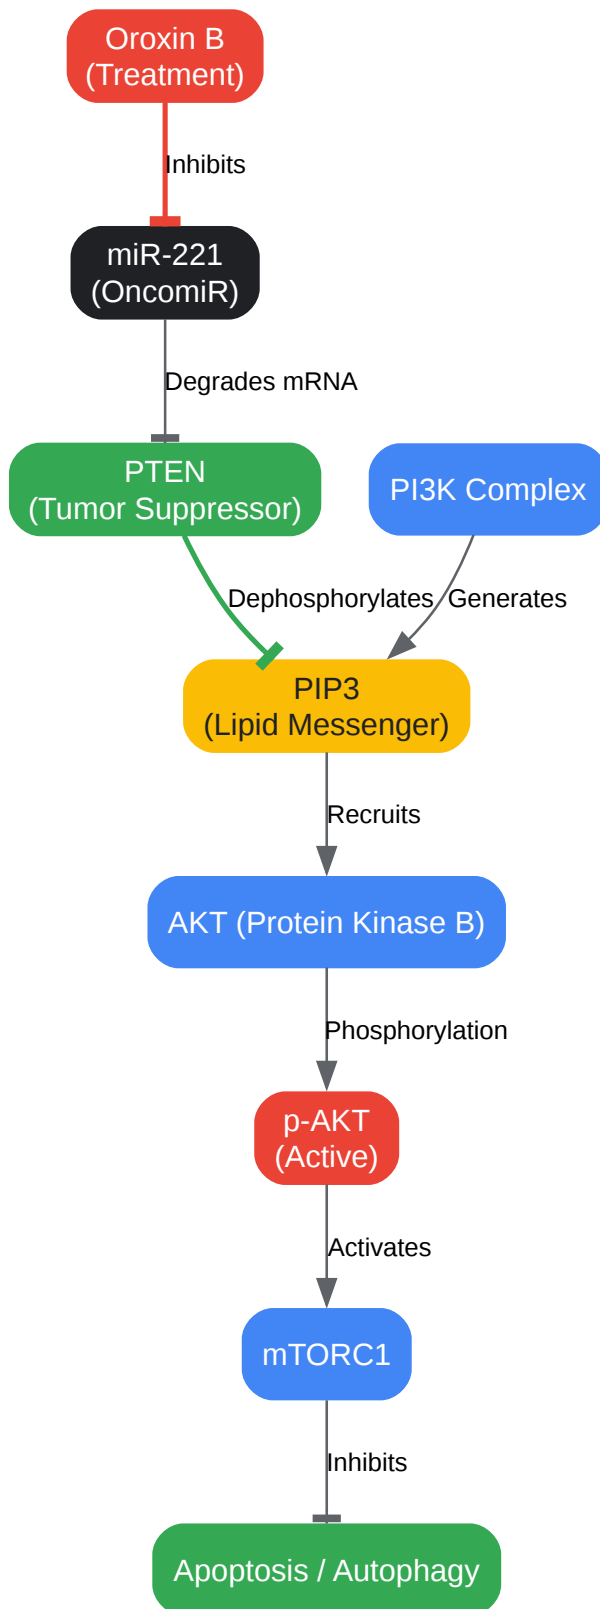 Oroxin B
(Treatment)
Inhibits
miR-221
(OncomiR)
Degrades mRNA
PTEN
(Tumor Suppressor)
PI3K Complex
Dephosphorylates
Generates
PIP3
(Lipid Messenger)
Recruits
AKT (Protein Kinase B)
Phosphorylation
p-AKT
(Active)
Activates
mTORC1
Inhibits
Apoptosis / Autophagy